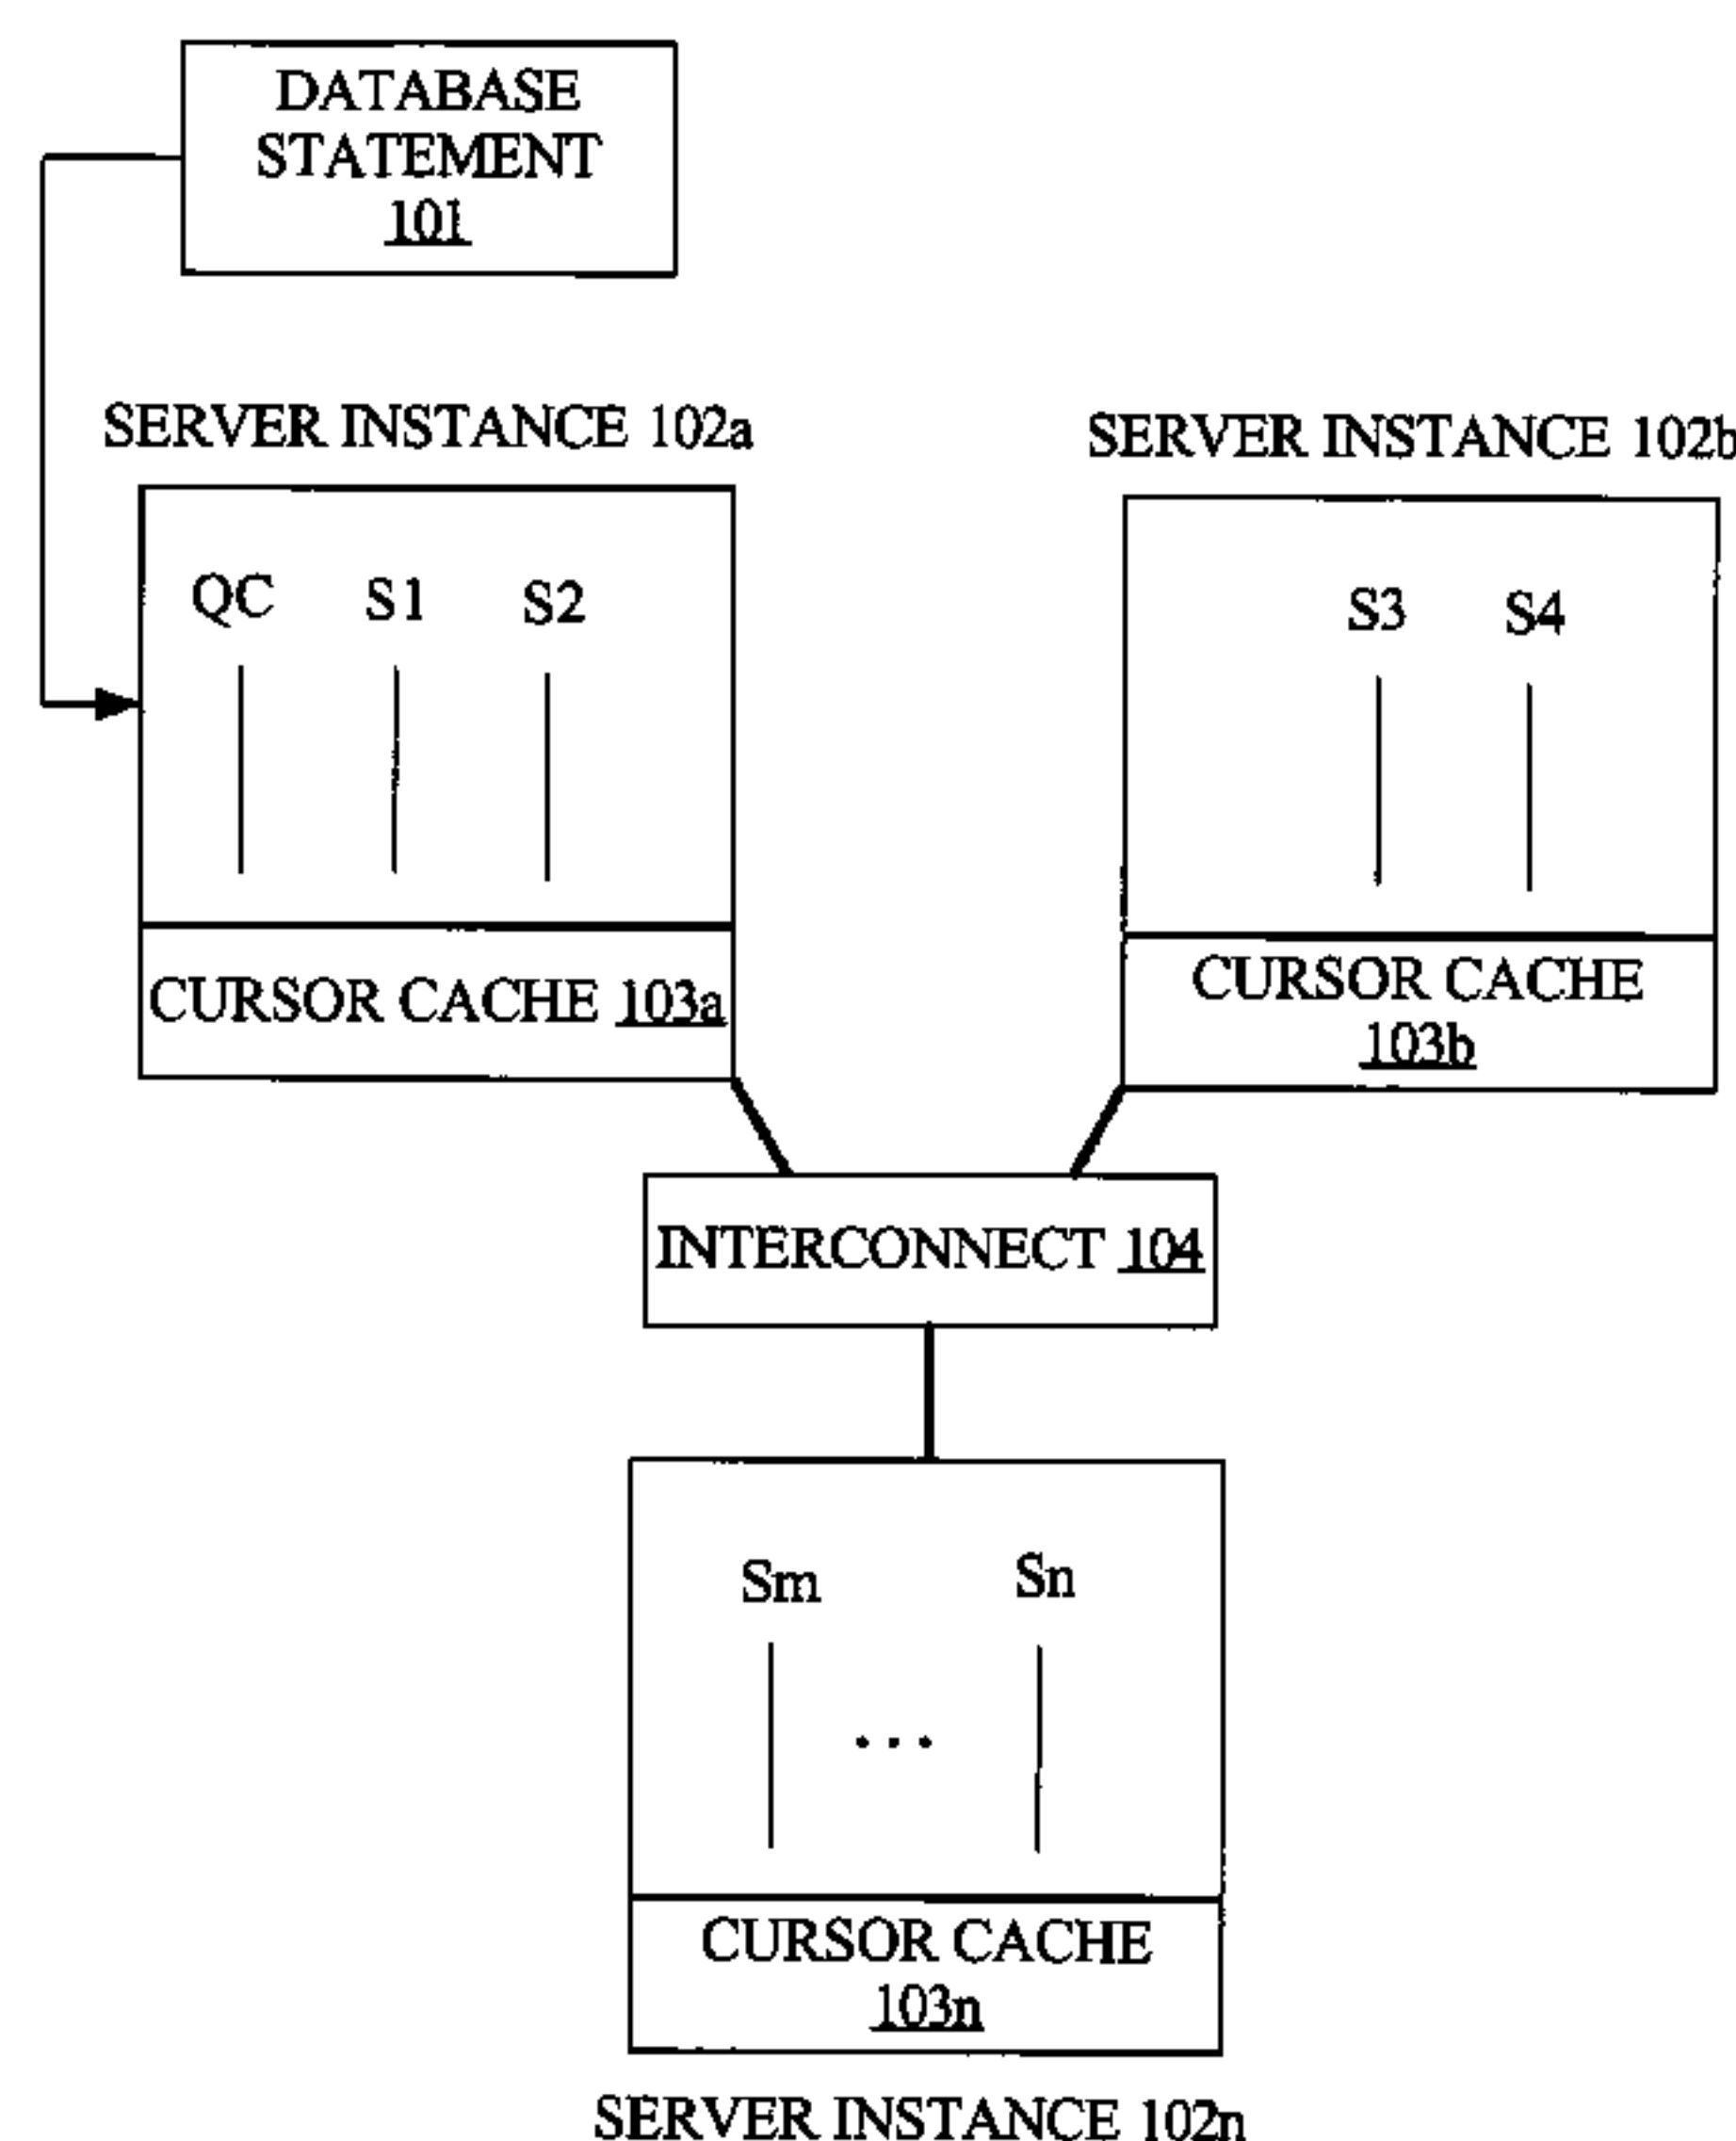 DATABASE
STATEMENT
101
SERVER INSTANCE 102a
SERVER INSTANCE 102b
QC S1 S2
S3 S4
CURSOR CACHE 103a
CURSOR CACHE
103b
INTERCONNECT 104
Sm Sn
...
CURSOR CACHE
103n
SERVER INSTANCE 102n